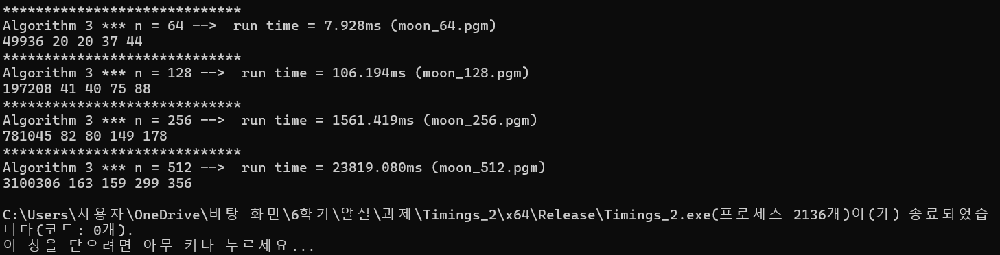 *****************************
Algorithm 3 *** n = 64 -->  run time = 7.928ms (moon_64.pgm)
49936 20 20 37 44
*****************************
Algorithm 3 *** n = 128 -->  run time = 106.194ms (moon_128.pgm)
197208 41 40 75 88
*****************************
Algorithm 3 *** n = 256 -->  run time = 1561.419ms (moon_256.pgm)
781045 82 80 149 178
*****************************
Algorithm 3 *** n = 512 -->  run time = 23819.080ms (moon_512.pgm)
3100306 163 159 299 356
C:\Users\사용자\OneDrive\바탕 화면\6학기\알설\과제\Timings_2\x64\Release\Timings_2.exe(프로세스 2136개)이(가) 종료되었습
니다(코드: 0개).
이 창을 닫으려면 아무 키나 누르세요...